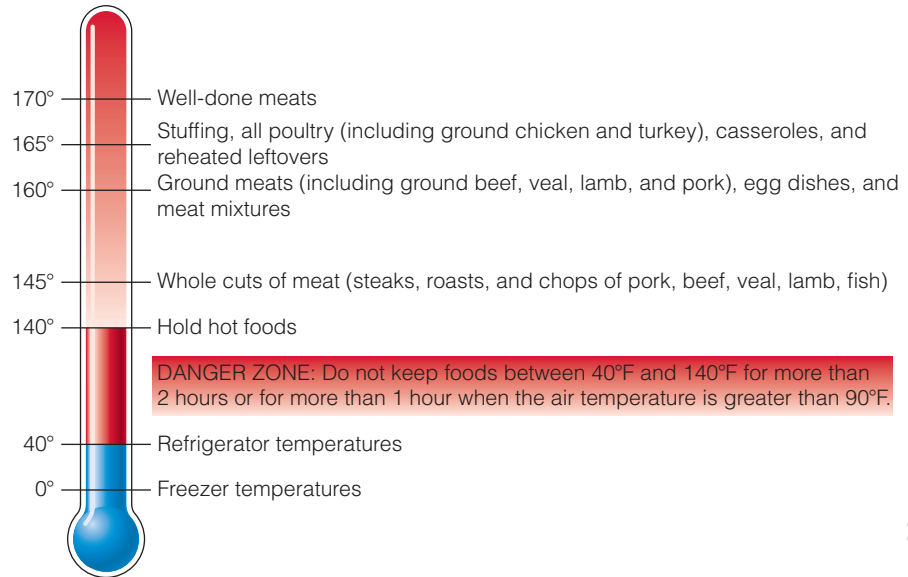 170° Well-done meats
165° Stuffing, all poultry (including ground chicken and turkey), casseroles, and
reheated leftovers
160° Ground meats (including ground beef, veal, lamb, and pork), egg dishes, and
meat mixtures
145° Whole cuts of meat (steaks, roasts, and chops of pork, beef, veal, lamb, fish)
140° Hold hot foods
DANGER ZONE: Do not keep foods between 40°F and 140°F for more than
2 hours or for more than 1 hour when the air temperature is greater than 90°F.
40° Refrigerator temperatures
0° Freezer temperatures